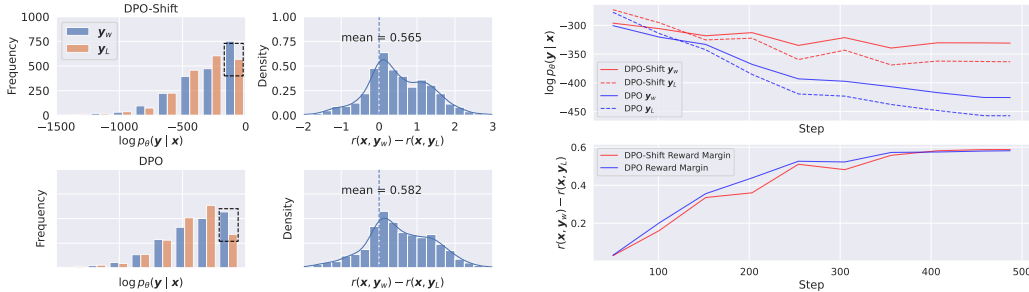 DPO-Shift
Frequency
1000
750
500
250
0
y_w
y_L
−1500
−1000
−500
0
log p_θ(y | x)
Density
1.00
0.75
0.50
0.25
0.00
mean = 0.565
−2
−1
0
1
2
3
r(x, y_w) − r(x, y_L)
DPO
Frequency
log p_θ(y | x)
Density
mean = 0.582
r(x, y_w) − r(x, y_L)
log p_θ(y | x)
−300
−350
−400
−450
DPO-Shift y_w
DPO-Shift y_L
DPO y_w
DPO y_L
Step
r(x, y_w) − r(x, y_L)
0.6
0.4
0.2
DPO-Shift Reward Margin
DPO Reward Margin
100
200
300
400
500
Step